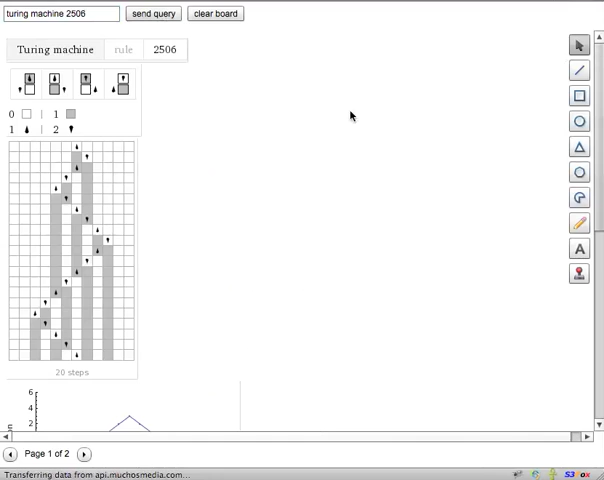 turing machine 2506 send query clear board
Turing machine rule 2506
0 | 1
1 | 2
A
20 steps
6
4
2
Page 1 of 2
Transferring data from api.muchosmedia.com... S3Fox